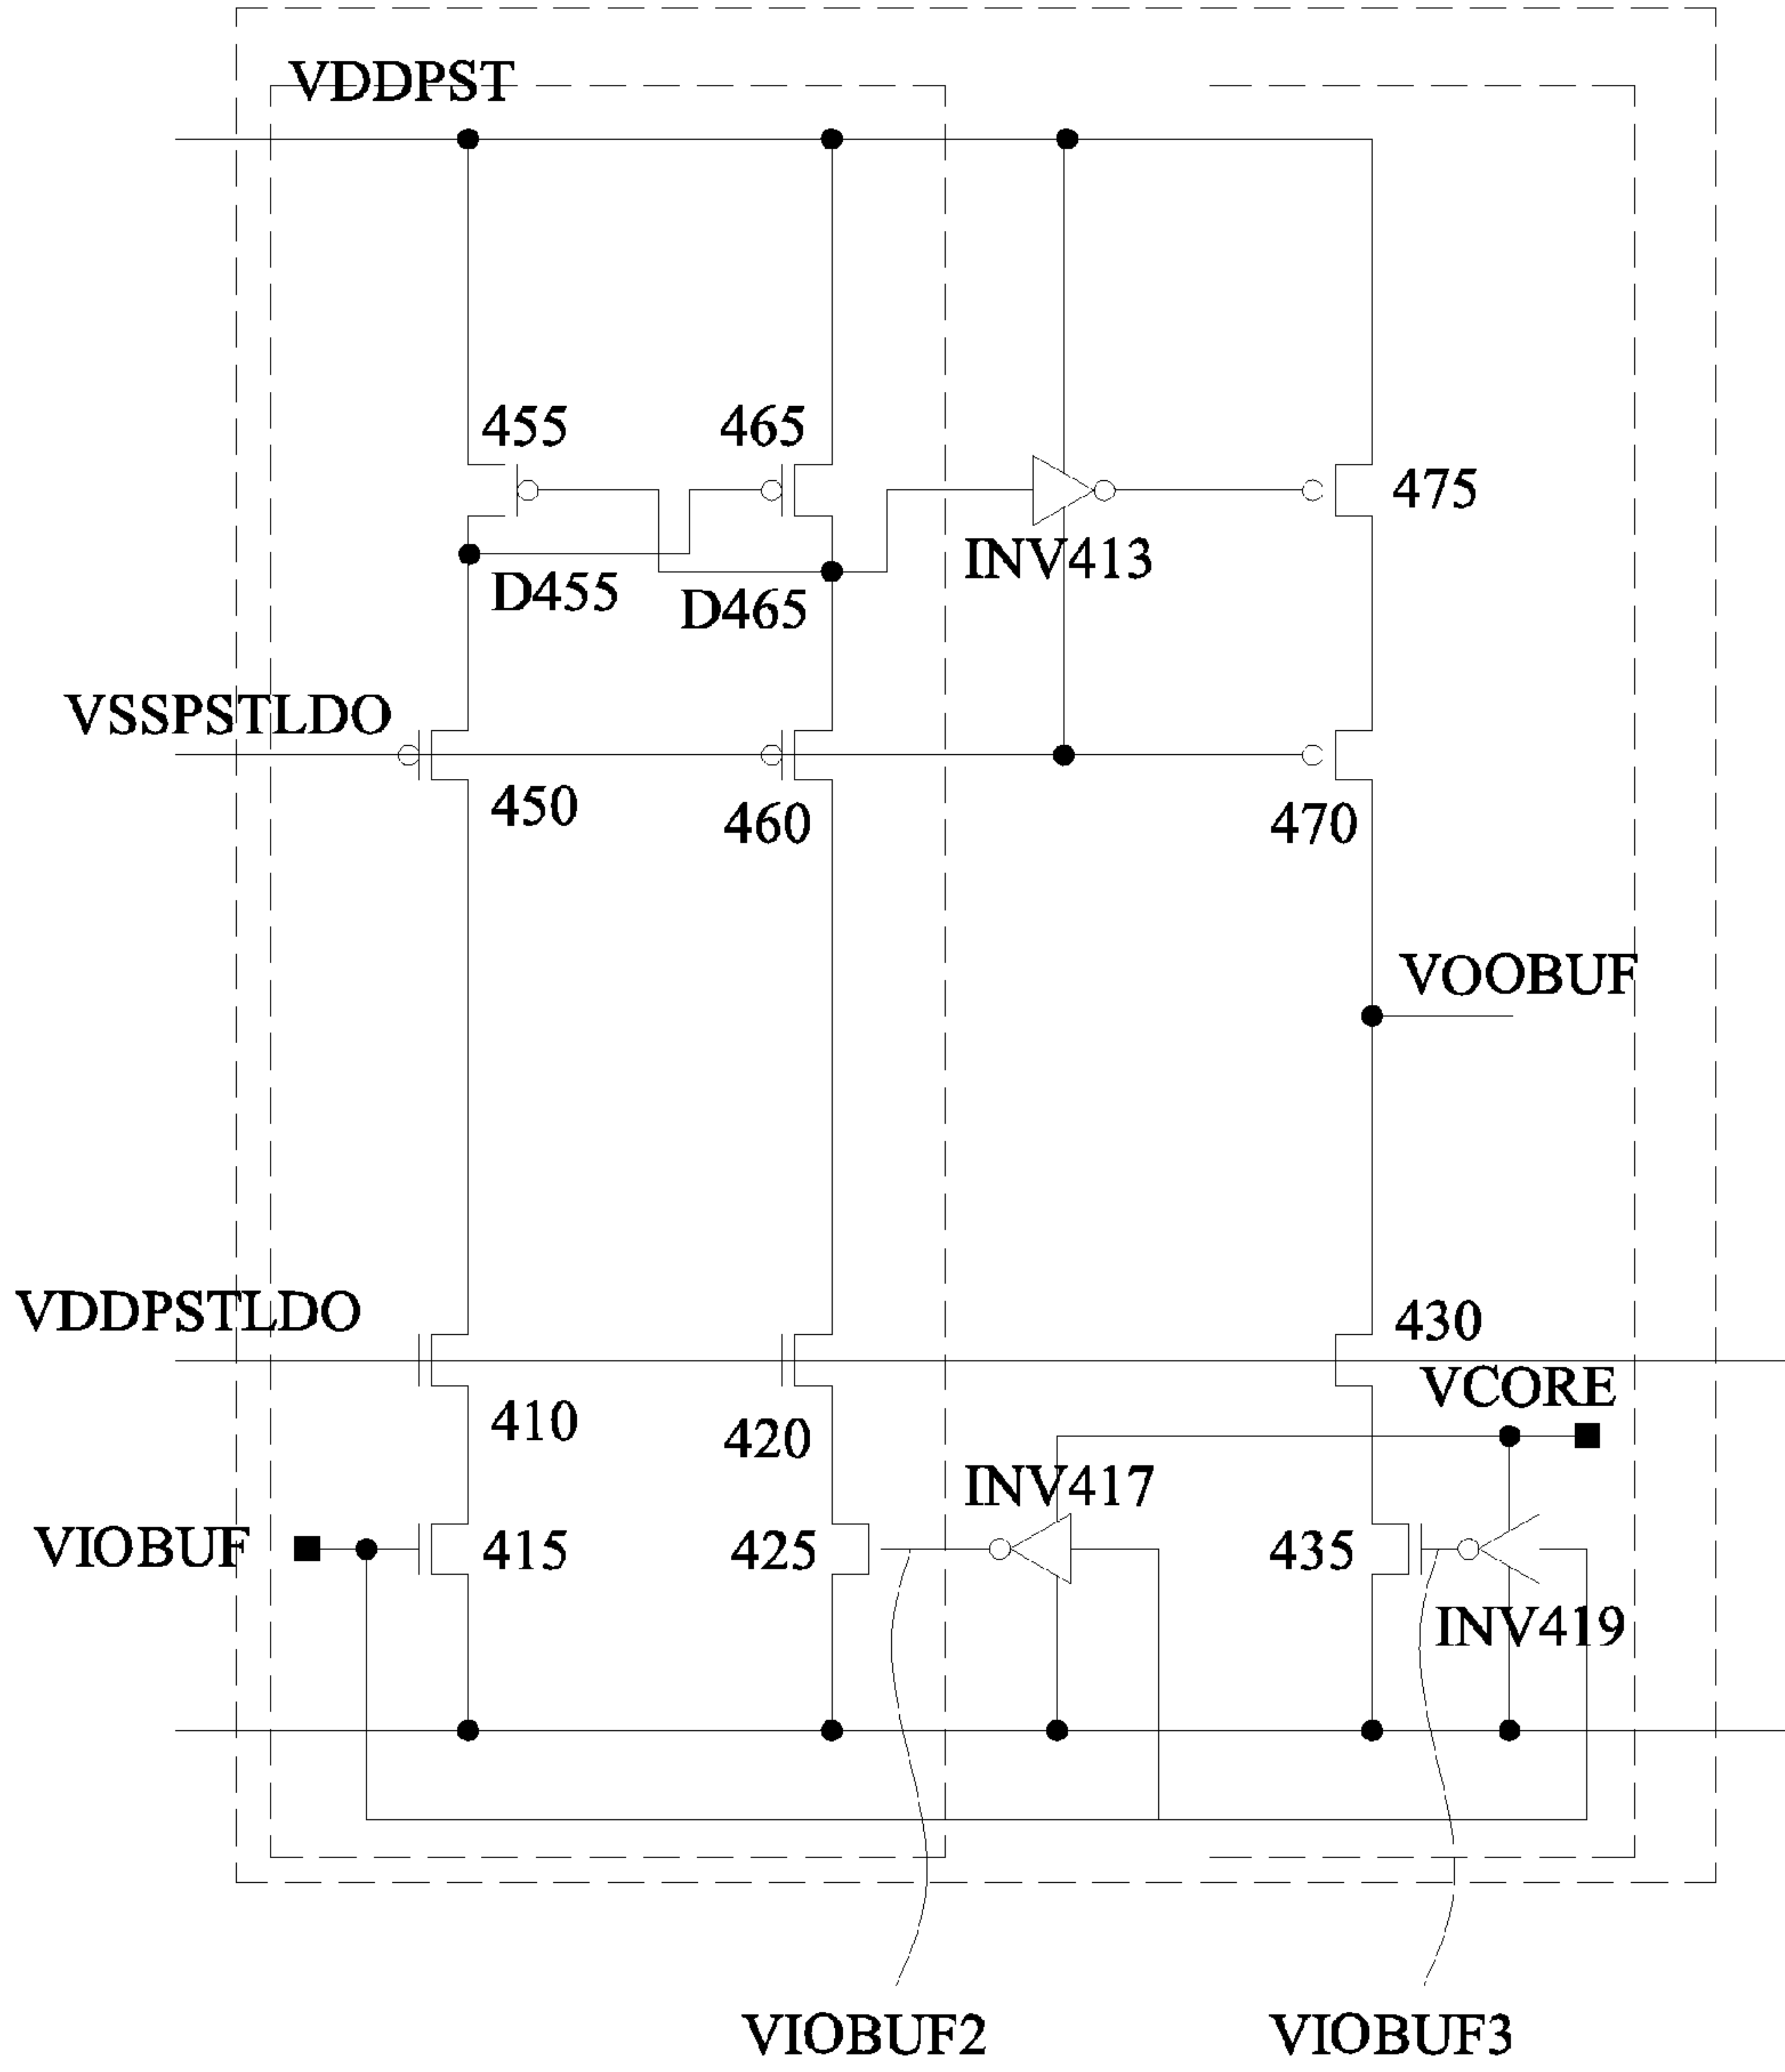 VDDPST
455
465
475
INV413
D455
D465
VSSPSTLDO
450
460
470
VOOBUF
VDDPSTLDO
430
VCORE
410
420
INV417
VIOBUF
415
425
435
INV419
VIOBUF2
VIOBUF3